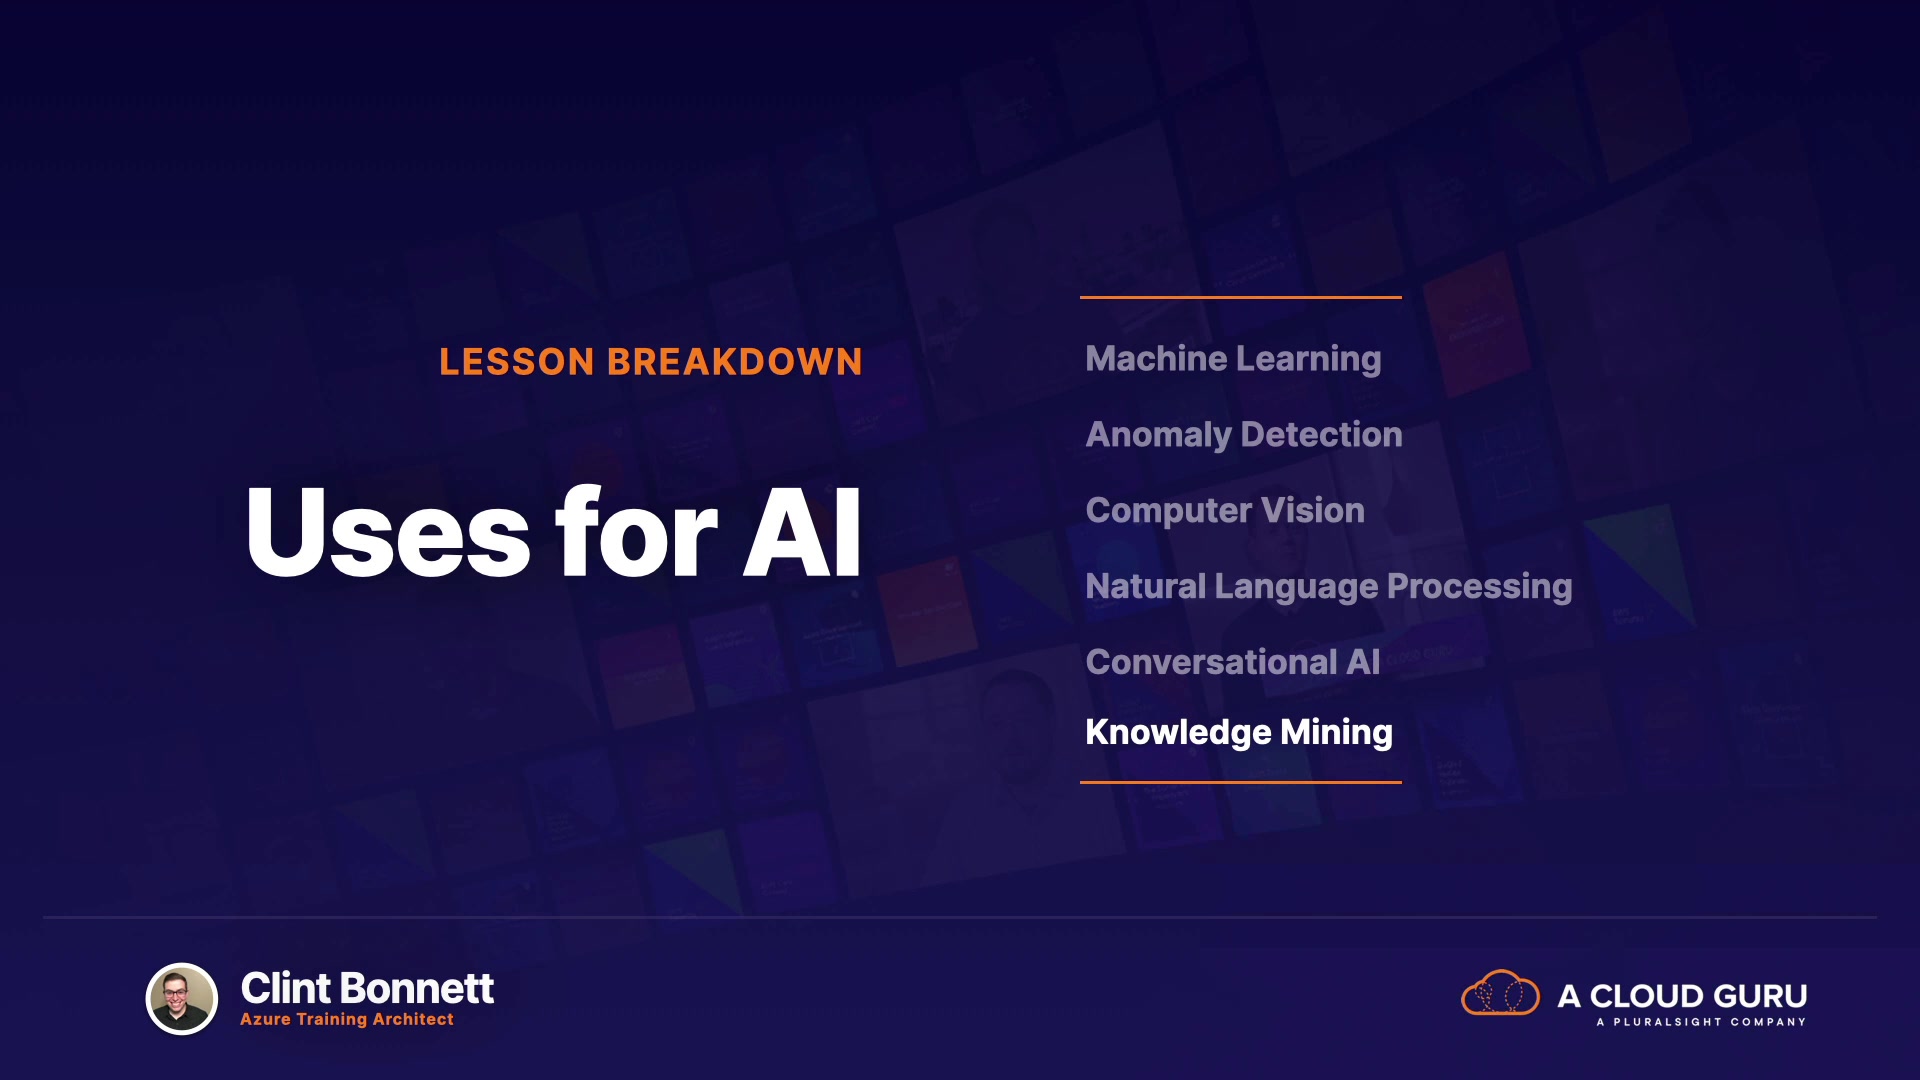 LESSON BREAKDOWN
Uses for AI
Machine Learning
Anomaly Detection
Computer Vision
Natural Language Processing
Conversational AI
Knowledge Mining
Clint Bonnett
Azure Training Architect
A CLOUD GURU
A PLURALSIGHT COMPANY